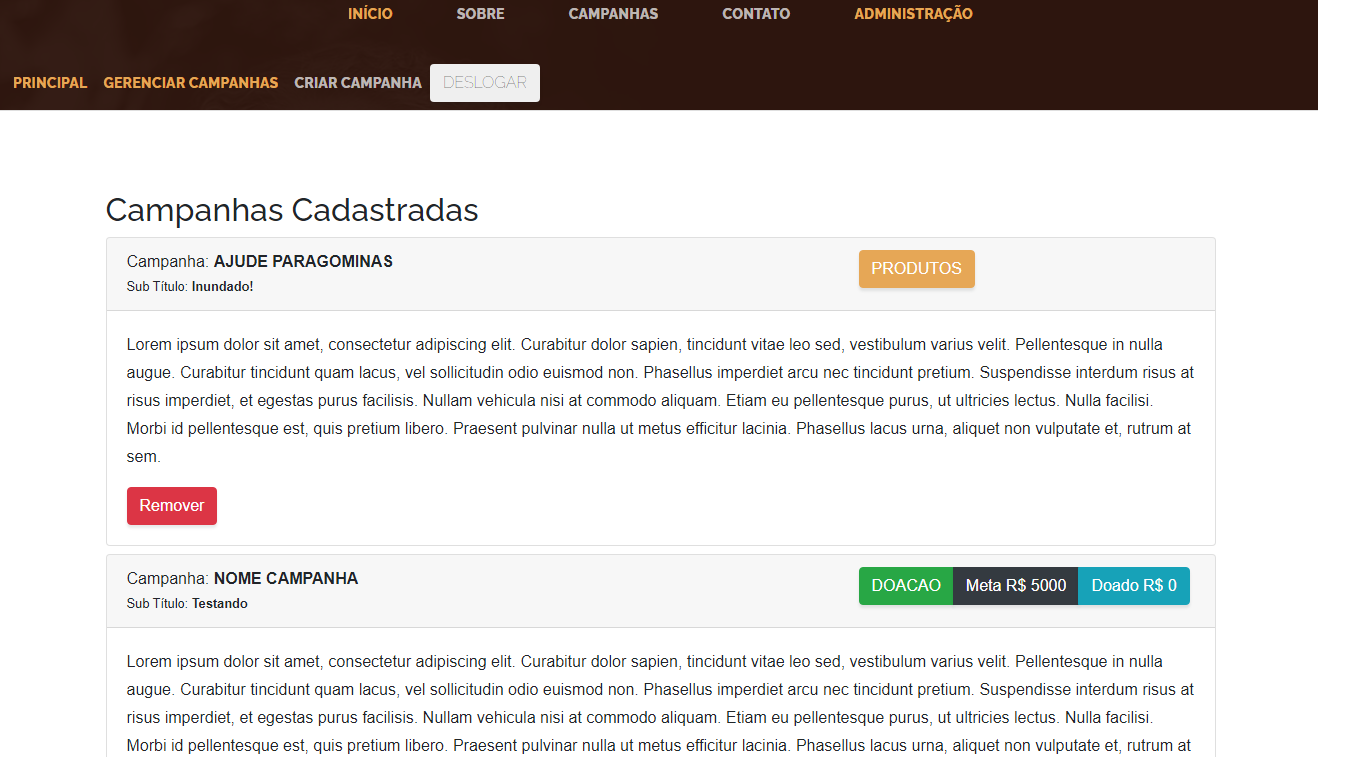 INÍCIO SOBRE CAMPANHAS CONTATO ADMINISTRAÇÃO
PRINCIPAL GERENCIAR CAMPANHAS CRIAR CAMPANHA DESLOGAR
Campanhas Cadastradas
Campanha: AJUDE PARAGOMINAS PRODUTOS
Sub Título: Inundado!
Lorem ipsum dolor sit amet, consectetur adipiscing elit. Curabitur dolor sapien, tincidunt vitae leo sed, vestibulum varius velit. Pellentesque in nulla
augue. Curabitur tincidunt quam lacus, vel sollicitudin odio euismod non. Phasellus imperdiet arcu nec tincidunt pretium. Suspendisse interdum risus at
risus imperdiet, et egestas purus facilisis. Nullam vehicula nisi at commodo aliquam. Etiam eu pellentesque purus, ut ultricies lectus. Nulla facilisi.
Morbi id pellentesque est, quis pretium libero. Praesent pulvinar nulla ut metus efficitur lacinia. Phasellus lacus urna, aliquet non vulputate et, rutrum at
sem.
Remover
Campanha: NOME CAMPANHA DOACAO Meta R$ 5000 Doado R$ 0
Sub Título: Testando
Lorem ipsum dolor sit amet, consectetur adipiscing elit. Curabitur dolor sapien, tincidunt vitae leo sed, vestibulum varius velit. Pellentesque in nulla
augue. Curabitur tincidunt quam lacus, vel sollicitudin odio euismod non. Phasellus imperdiet arcu nec tincidunt pretium. Suspendisse interdum risus at
risus imperdiet, et egestas purus facilisis. Nullam vehicula nisi at commodo aliquam. Etiam eu pellentesque purus, ut ultricies lectus. Nulla facilisi.
Morbi id pellentesque est, quis pretium libero. Praesent pulvinar nulla ut metus efficitur lacinia. Phasellus lacus urna, aliquet non vulputate et, rutrum at